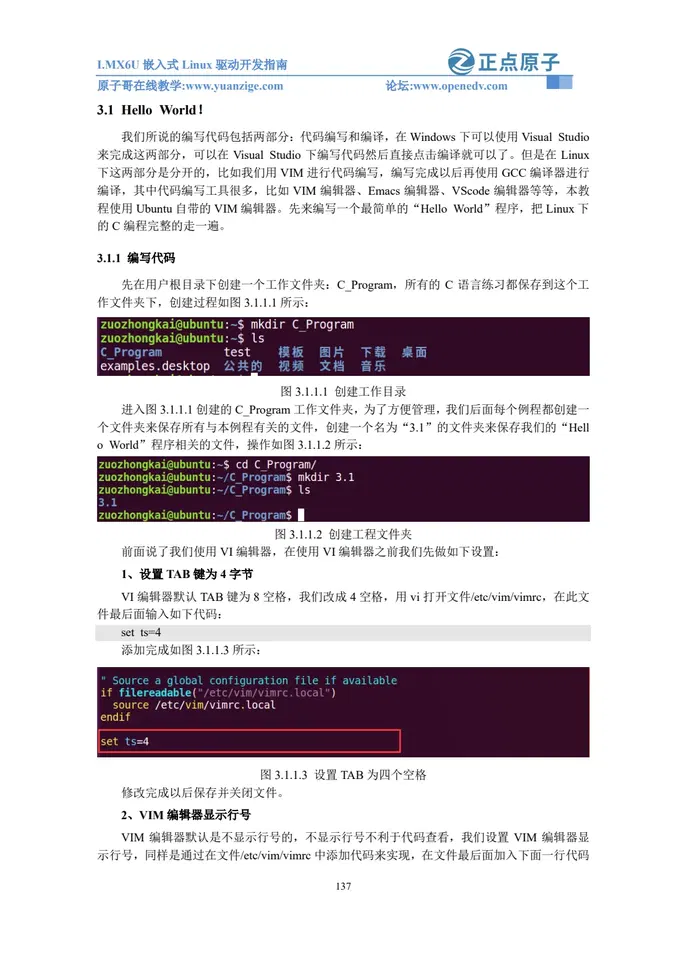 I.MX6U 嵌入式 Linux 驱动开发指南
正点原子
原子哥在线教学:www.yuanzige.com
论坛:www.openedv.com
3.1 Hello World！
我们所说的编写代码包括两部分：代码编写和编译，在 Windows 下可以使用 Visual Studio
来完成这两部分，可以在 Visual Studio 下编写代码然后直接点击编译就可以了。但是在 Linux
下这两部分是分开的，比如我们用 VIM 进行代码编写，编写完成以后再使用 GCC 编译器进行
编译，其中代码编写工具很多，比如 VIM 编辑器、Emacs 编辑器、VScode 编辑器等等，本教
程使用 Ubuntu 自带的 VIM 编辑器。先来编写一个最简单的“Hello World”程序，把 Linux 下
的 C 编程完整的走一遍。
3.1.1 编写代码
先在用户根目录下创建一个工作文件夹：C_Program，所有的 C 语言练习都保存到这个工
作文件夹下，创建过程如图 3.1.1.1 所示：
zuozhongkai@ubuntu:~$ mkdir C_Program
zuozhongkai@ubuntu:~$ ls
C_Program test 模板 图片 下载 桌面
examples.desktop 公共的 视频 文档 音乐
图 3.1.1.1 创建工作目录
进入图 3.1.1.1 创建的 C_Program 工作文件夹，为了方便管理，我们后面每个例程都创建一
个文件夹来保存所有与本例程有关的文件，创建一个名为“3.1”的文件夹来保存我们的“Hell
o World”程序相关的文件，操作如图 3.1.1.2 所示：
zuozhongkai@ubuntu:~$ cd C_Program/
zuozhongkai@ubuntu:~/C_Program$ mkdir 3.1
zuozhongkai@ubuntu:~/C_Program$ ls
3.1
zuozhongkai@ubuntu:~/C_Program$
图 3.1.1.2 创建工程文件夹
前面说了我们使用 VI 编辑器，在使用 VI 编辑器之前我们先做如下设置：
1、设置 TAB 键为 4 字节
VI 编辑器默认 TAB 键为 8 空格，我们改成 4 空格，用 vi 打开文件/etc/vim/vimrc，在此文
件最后面输入如下代码：
set ts=4
添加完成如图 3.1.1.3 所示：
" Source a global configuration file if available
if filereadable("/etc/vim/vimrc.local")
source /etc/vim/vimrc.local
endif
set ts=4
图 3.1.1.3 设置 TAB 为四个空格
修改完成以后保存并关闭文件。
2、VIM 编辑器显示行号
VIM 编辑器默认是不显示行号的，不显示行号不利于代码查看，我们设置 VIM 编辑器显
示行号，同样是通过在文件/etc/vim/vimrc 中添加代码来实现，在文件最后面加入下面一行代码
137